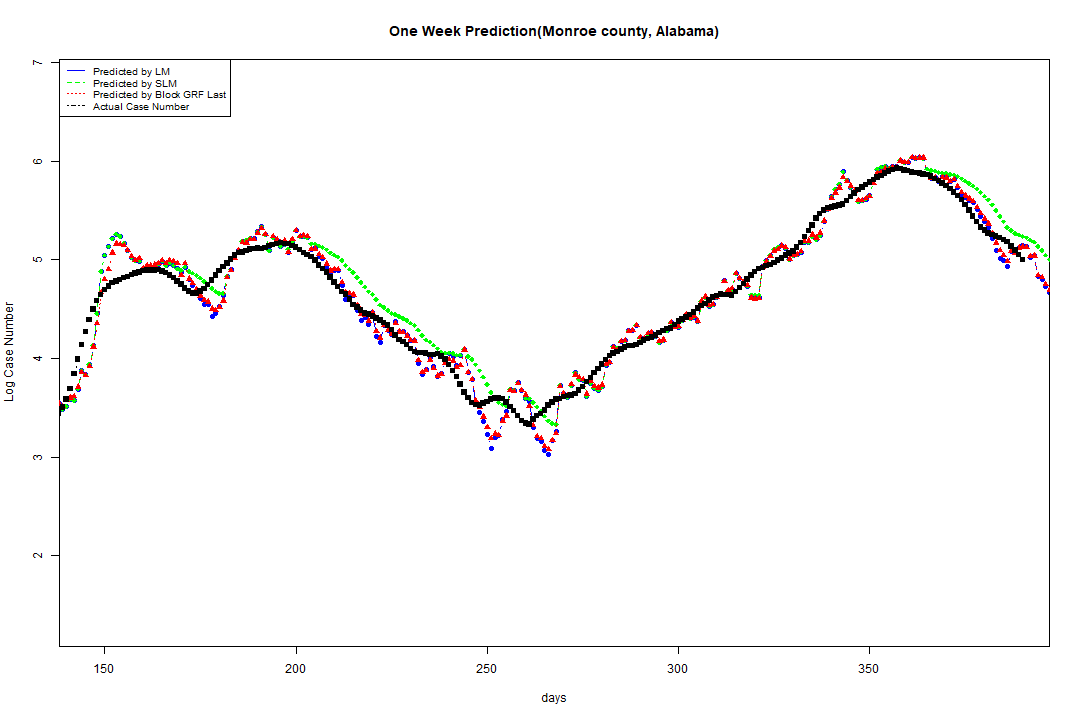 One Week Prediction(Monroe county, Alabama)
Predicted by LM
Predicted by SLM
Predicted by Block GRF Last
Actual Case Number
7
6
5
4
3
2
Log Case Number
150
200
250
300
350
days